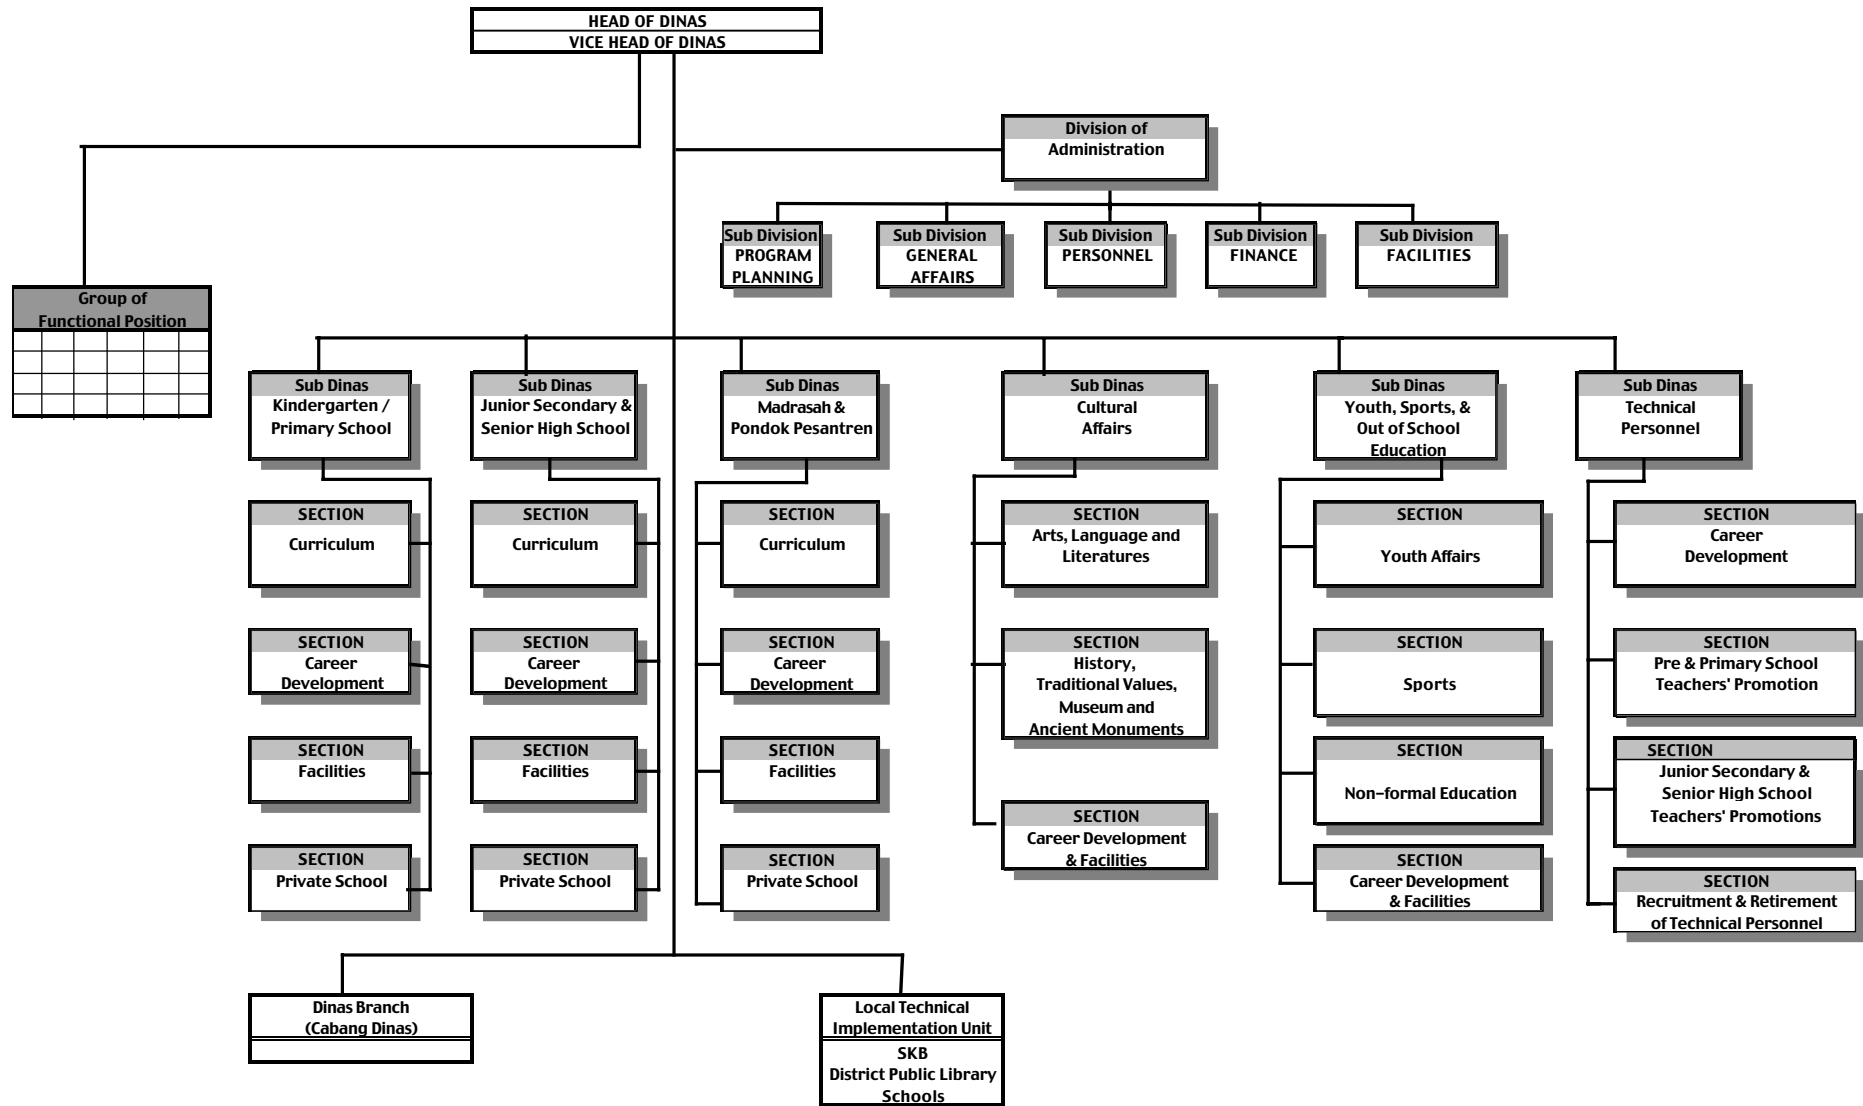 HEAD OF DINAS
VICE HEAD OF DINAS
Division of
Administration
Sub Division
PROGRAM
PLANNING
Sub Division
GENERAL
AFFAIRS
Sub Division
PERSONNEL
Sub Division
FINANCE
Sub Division
FACILITIES
Group of
Functional Position
Sub Dinas
Kindergarten /
Primary School
Sub Dinas
Junior Secondary &
Senior High School
Sub Dinas
Madrasah &
Pondok Pesantren
Sub Dinas
Cultural
Affairs
Sub Dinas
Youth, Sports, &
Out of School
Education
Sub Dinas
Technical
Personnel
SECTION
Curriculum
SECTION
Curriculum
SECTION
Curriculum
SECTION
Arts, Language and
Literatures
SECTION
Youth Affairs
SECTION
Career
Development
SECTION
Career
Development
SECTION
Career
Development
SECTION
Career
Development
SECTION
History,
Traditional Values,
Museum and
Ancient Monuments
SECTION
Sports
SECTION
Pre & Primary School
Teachers' Promotion
SECTION
Facilities
SECTION
Facilities
SECTION
Facilities
SECTION
Career Development
& Facilities
SECTION
Non-formal Education
SECTION
Junior Secondary &
Senior High School
Teachers' Promotions
SECTION
Private School
SECTION
Private School
SECTION
Private School
SECTION
Career Development
& Facilities
SECTION
Recruitment & Retirement
of Technical Personnel
Dinas Branch
(Cabang Dinas)
Local Technical
Implementation Unit
SKB
District Public Library
Schools